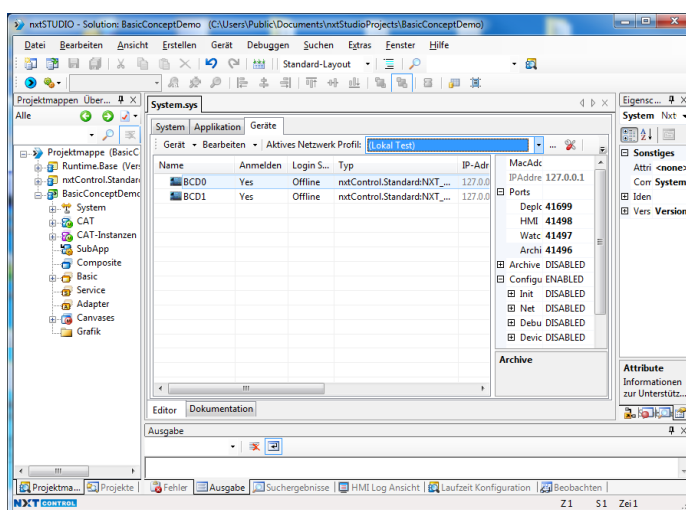 nxtSTUDIO - Solution: BasicConceptDemo (C:\Users\Public\Documents\nxtStudioProjects\BasicConceptDemo)
Datei Bearbeiten Ansicht Erstellen Gerät Debuggen Suchen Extras Fenster Hilfe
Standard-Layout
Projektmappen Über...
Alle
Projektmappe (BasicC
Runtime.Base (Ver
nxtControl.Standar
BasicConceptDemo
System
CAT
CAT-Instanzen
SubApp
Composite
Basic
Service
Adapter
Canvases
Grafik
System.sys
System Applikation Geräte
Gerät Bearbeiten Aktives Netzwerk Profil: (Lokal Test)
Name Anmelden Login S... Typ IP-Adr
BCD0 Yes Offline nxtControl.Standard:NXT_... 127.0.0
BCD1 Yes Offline nxtControl.Standard:NXT_... 127.0.0
MacAdc
IPAddre 127.0.0.1
Ports
Deplc 41699
HMI 41498
Watc 41497
Archi 41496
Archive DISABLED
Configu ENABLED
Init DISABLED
Net DISABLED
Debu DISABLED
Devic DISABLED
Archive
Editor Dokumentation
Eigensc...
System Nxt
Sonstiges
Attri <none>
Con System
Iden
Vers Version
Attribute
Informationen
zur Unterstütz...
Ausgabe
Projektma... Projekte Fehler Ausgabe Suchergebnisse HMI Log Ansicht Laufzeit Konfiguration Beobachten
NXT CONTROL Z 1 S1 Zei 1